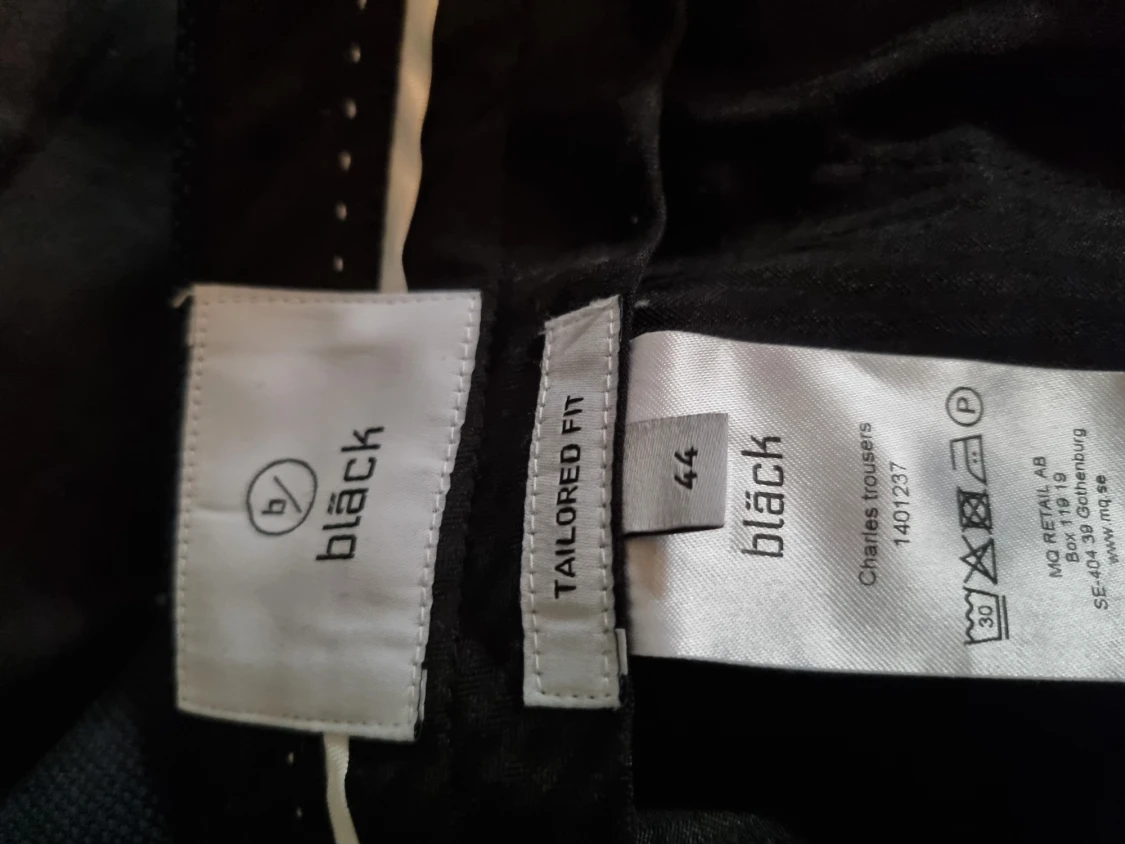 b/
bläck
TAILORED FIT
44
bläck
Charles trousers
1401237
30
P
MQ RETAIL AB
Box 119 19
SE-404 39 Gothenburg
www.mq.se